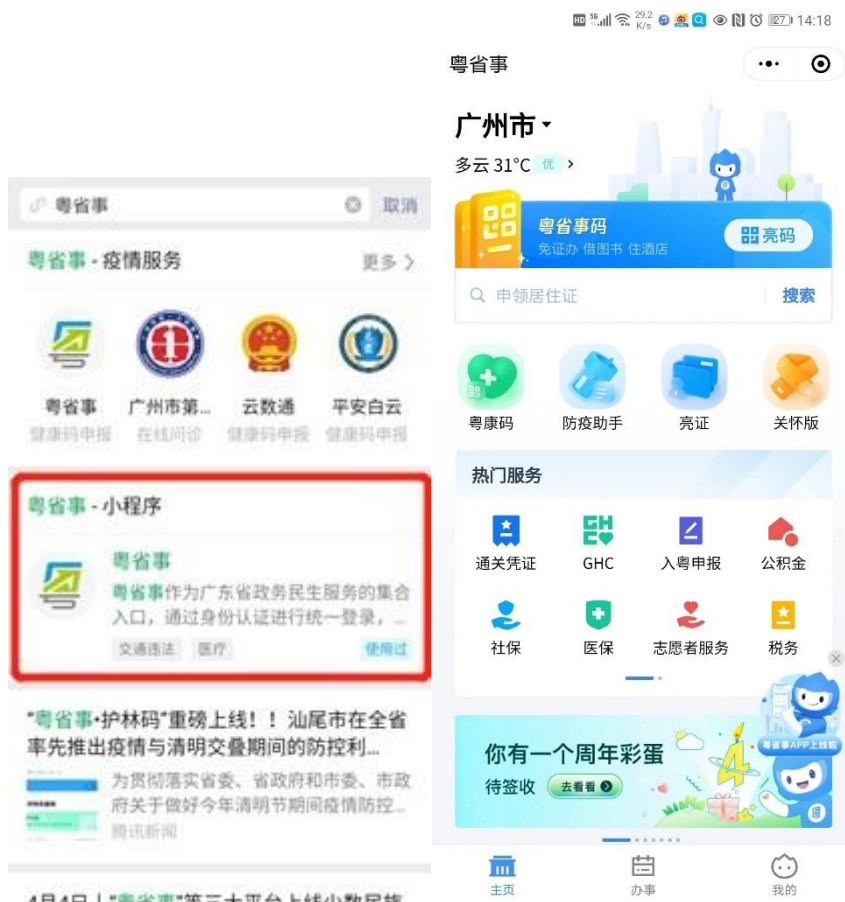 粤省事
取消
粤省事 - 疫情服务
更多
粤省事
广州市第...
云数通
平安白云
健康码申报
在线问诊
健康码申报
健康码申报
粤省事 - 小程序
粤省事
粤省事作为广东省政务民生服务的集合
入口，通过身份认证进行统一登录，...
交通违法
医疗
使用过
"粤省事+护林码"重磅上线！！汕尾市在全省
率先推出疫情与清明交叠期间的防控利...
为贯彻落实省委、省政府和市委、市政
府关于做好今年清明节期间疫情防控...
腾讯新闻
HD 5G 29.2 K/s 27 14:18
粤省事
广州市
多云 31°C 优
粤省事码
免证办 借图书 住酒店
亮码
申领居住证
搜索
粤康码
防疫助手
亮证
关怀版
热门服务
通关凭证
GHC
入粤申报
公积金
社保
医保
志愿者服务
税务
粤省事APP上线啦
你有一个周年彩蛋
待签收
去看看
主页
办事
我的